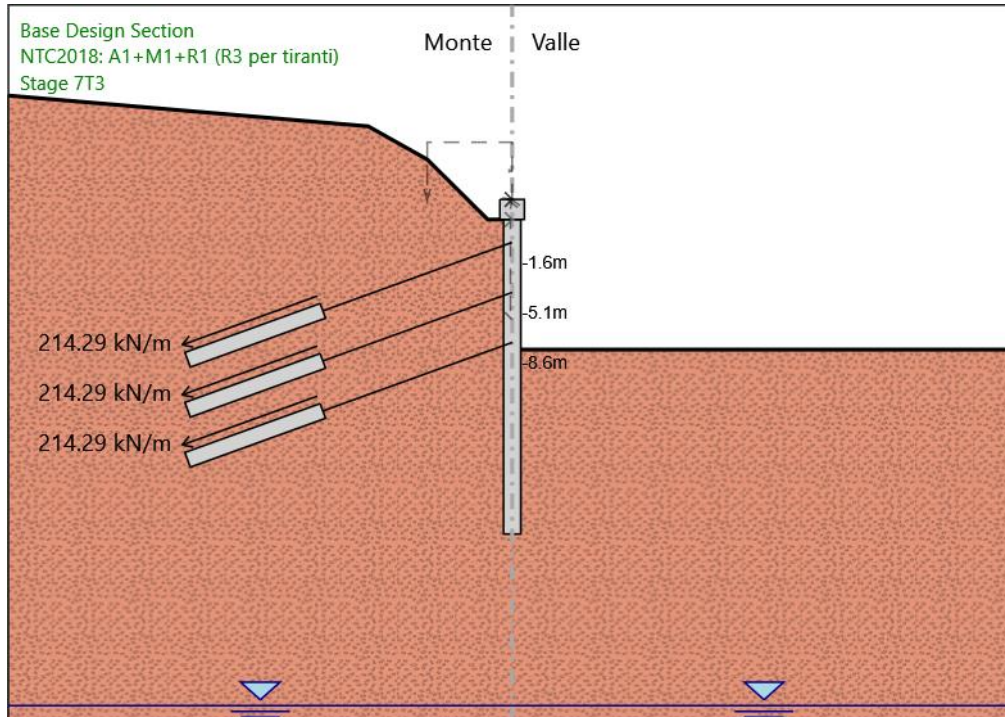 Base Design Section
NTC2018: A1+M1+R1 (R3 per tiranti)
Stage 7T3
Monte
Valle
-1.6m
-5.1m
214.29 kN/m
-8.6m
214.29 kN/m
214.29 kN/m